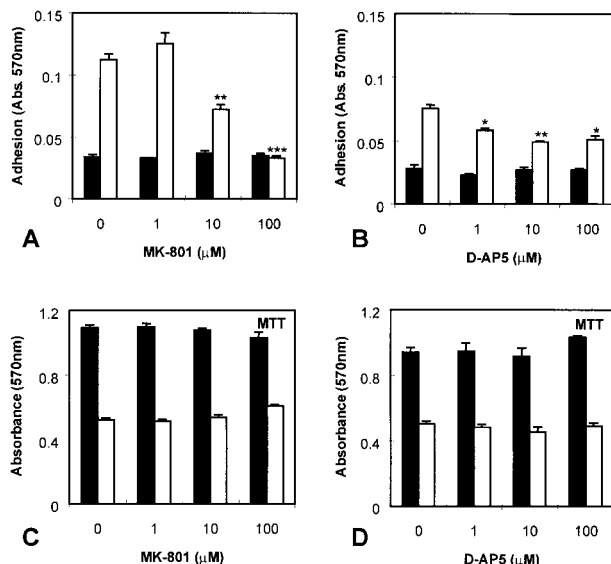 0.15
0.1
0.05
0
Adhesion (Abs. 570nm)
**
***
0 1 10 100
A
MK-801 (μM)
0.15
0.1
0.05
0
Adhesion (Abs. 570nm)
*
**
*
0 1 10 100
B
D-AP5 (μM)
1.2
0.8
0.4
0
Absorbance (570nm)
MTT
0 1 10 100
C
MK-801 (μM)
1.2
0.8
0.4
0
Absorbance (570nm)
MTT
0 1 10 100
D
D-AP5 (μM)